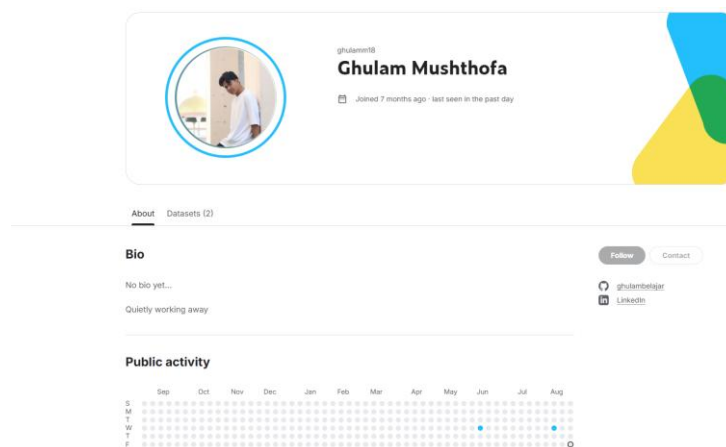 ghulamm18
Ghulam Mushthofa
Joined 7 months ago · last seen in the past day
About Datasets (2)
Bio
Follow Contact
No bio yet...
ghulambelajar
LinkedIn
Quietly working away
Public activity
Sep Oct Nov Dec Jan Feb Mar Apr May Jun Jul Aug
S
M
T
W
T
F